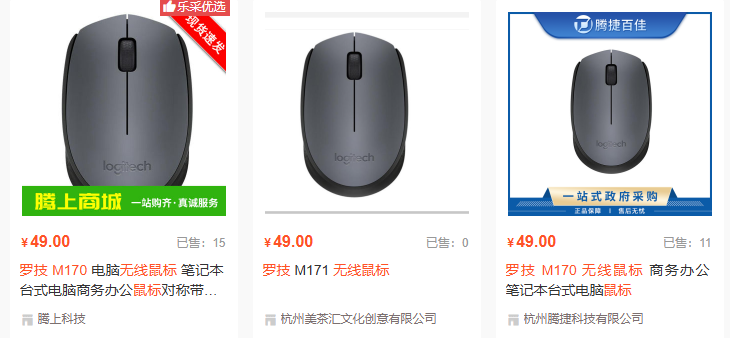 乐采优选
现货速发
logitech
腾上商城 一站购齐·真诚服务
¥49.00 已售：15
罗技 M170 电脑无线鼠标 笔记本
台式电脑商务办公鼠标对称带…
腾上科技
logitech
¥49.00 已售：0
罗技 M171 无线鼠标
杭州美茶汇文化创意有限公司
腾捷百佳
logitech
一站式政府采购
正品保障 | 售后无忧
¥49.00 已售：11
罗技 M170 无线鼠标 商务办公
笔记本台式电脑鼠标
杭州腾捷科技有限公司